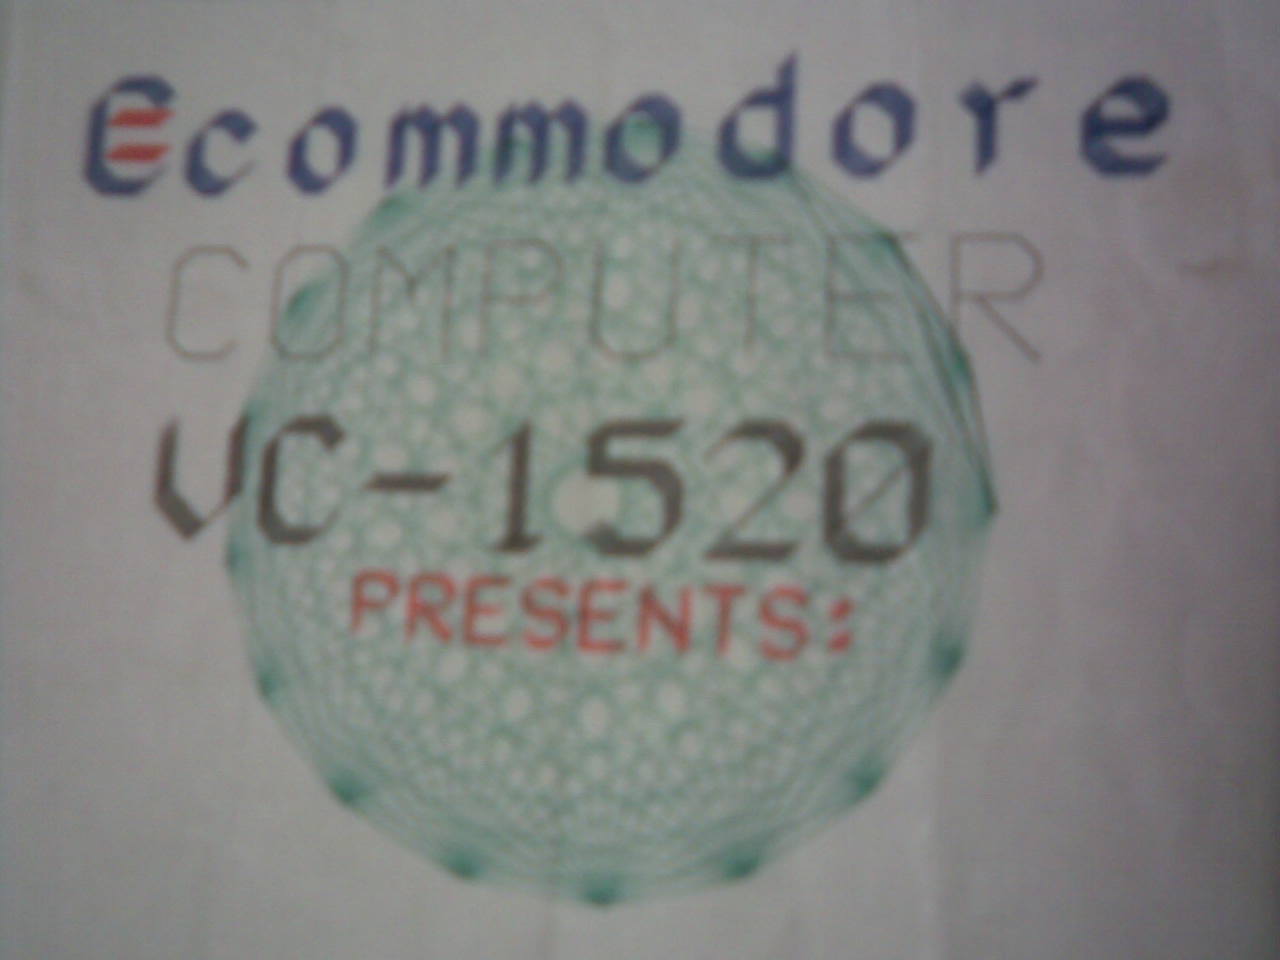 commodore
COMPUTER
VC-1520
PRESENTS: